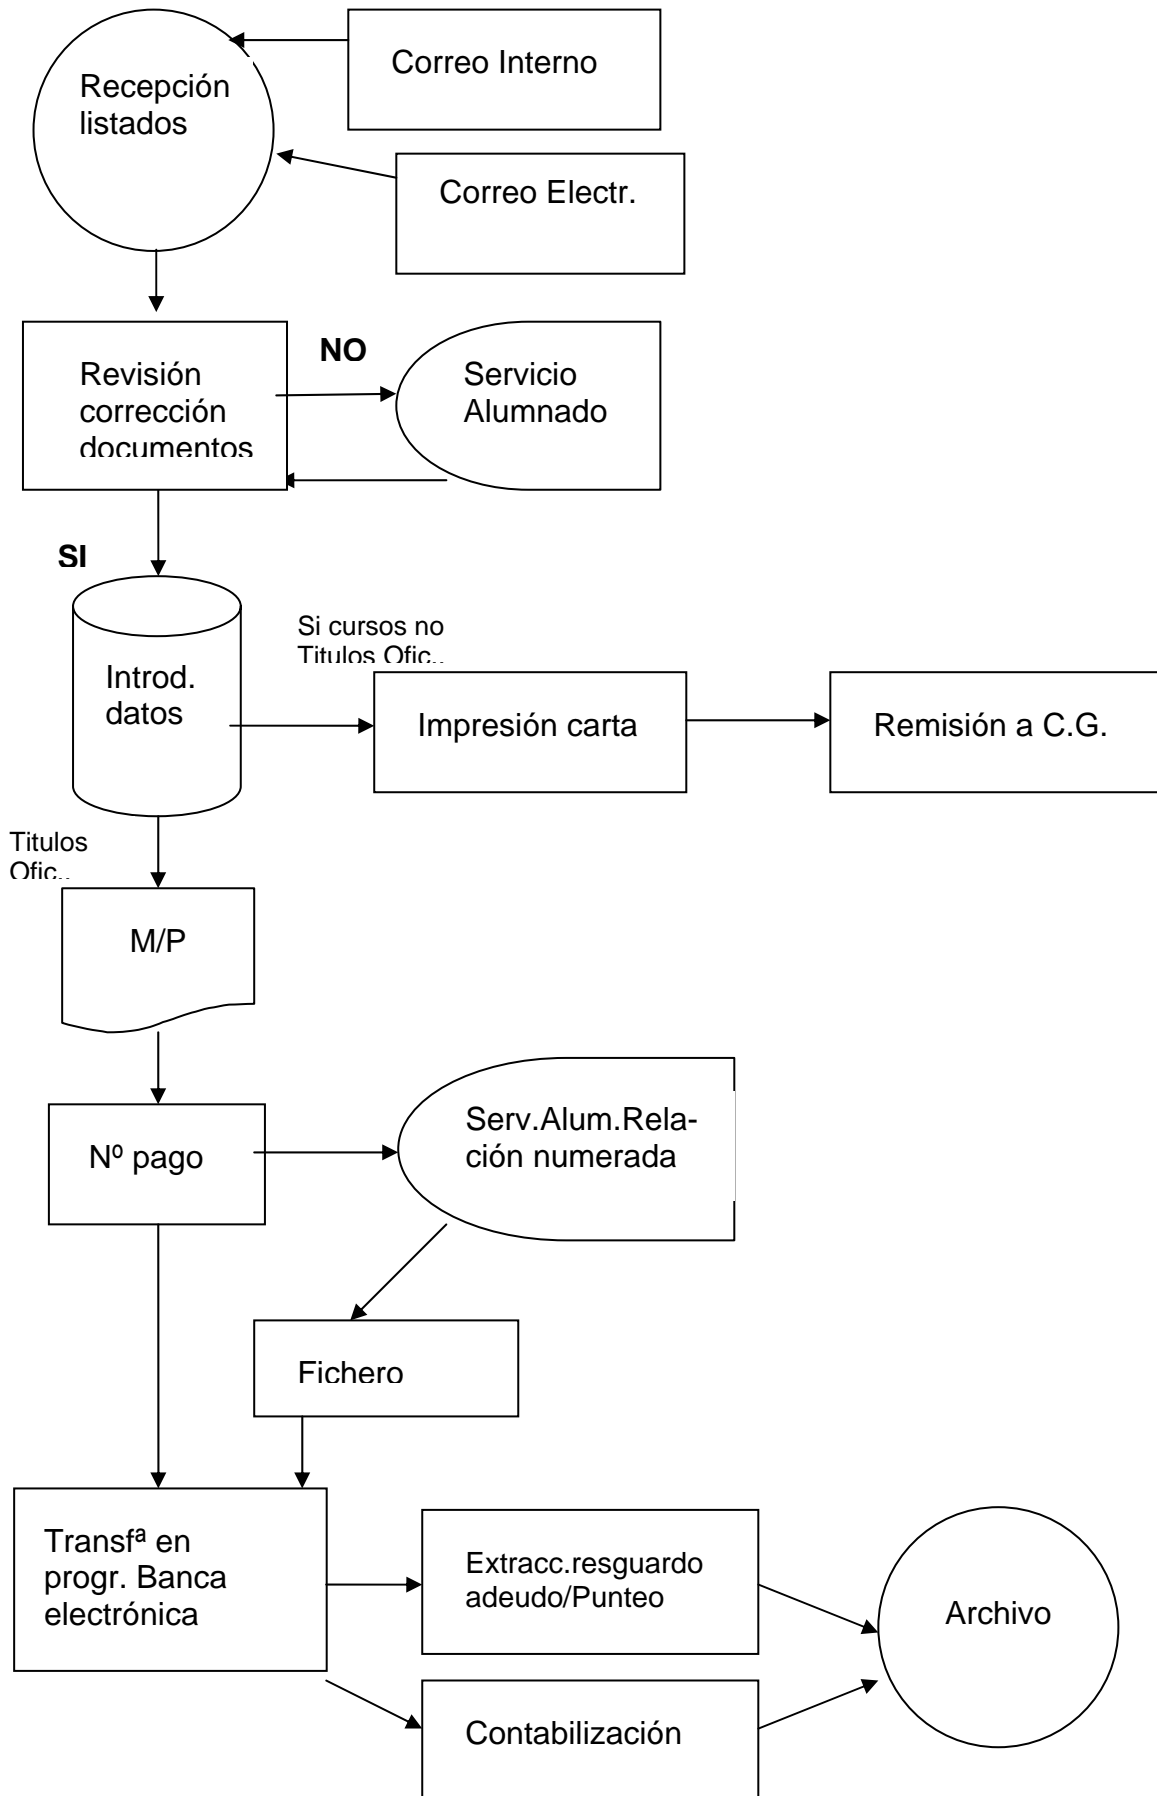 Correo Interno
Recepción
listados
Correo Electr.
NO
Revisión
corrección
documentos
Servicio
Alumnado
SI
Si cursos no
Titulos Ofic..
Introd.
datos
Impresión carta
Remisión a C.G.
Titulos
Ofic..
M/P
Nº pago
Serv.Alum.Rela-
ción numerada
Fichero
Transfª en
progr. Banca
electrónica
Extracc.resguardo
adeudo/Punteo
Archivo
Contabilización